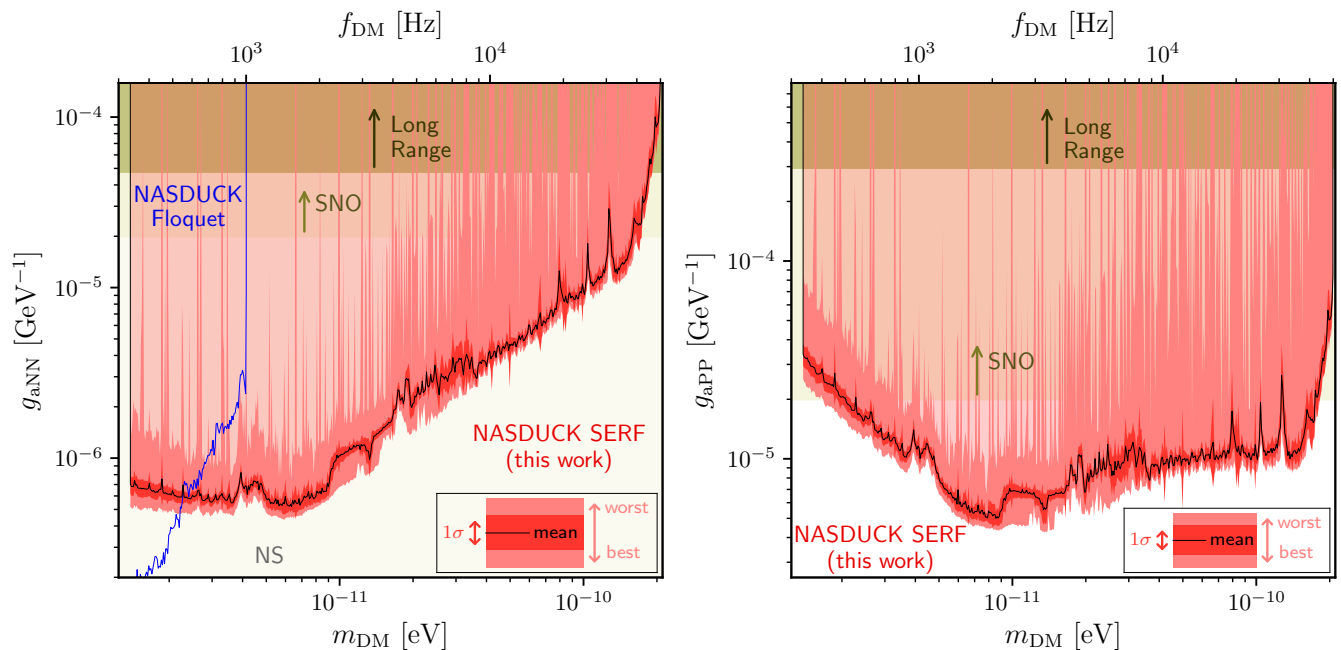 f_DM [Hz]
10^3
10^4
10^-4
10^-5
10^-6
g_aNN [GeV^-1]
Long
Range
NASDUCK
Floquet
SNO
NASDUCK SERF
(this work)
NS
1σ
mean
worst
best
10^-11
10^-10
m_DM [eV]
f_DM [Hz]
10^3
10^4
10^-4
10^-5
g_aPP [GeV^-1]
Long
Range
SNO
NASDUCK SERF
(this work)
1σ
mean
worst
best
10^-11
10^-10
m_DM [eV]